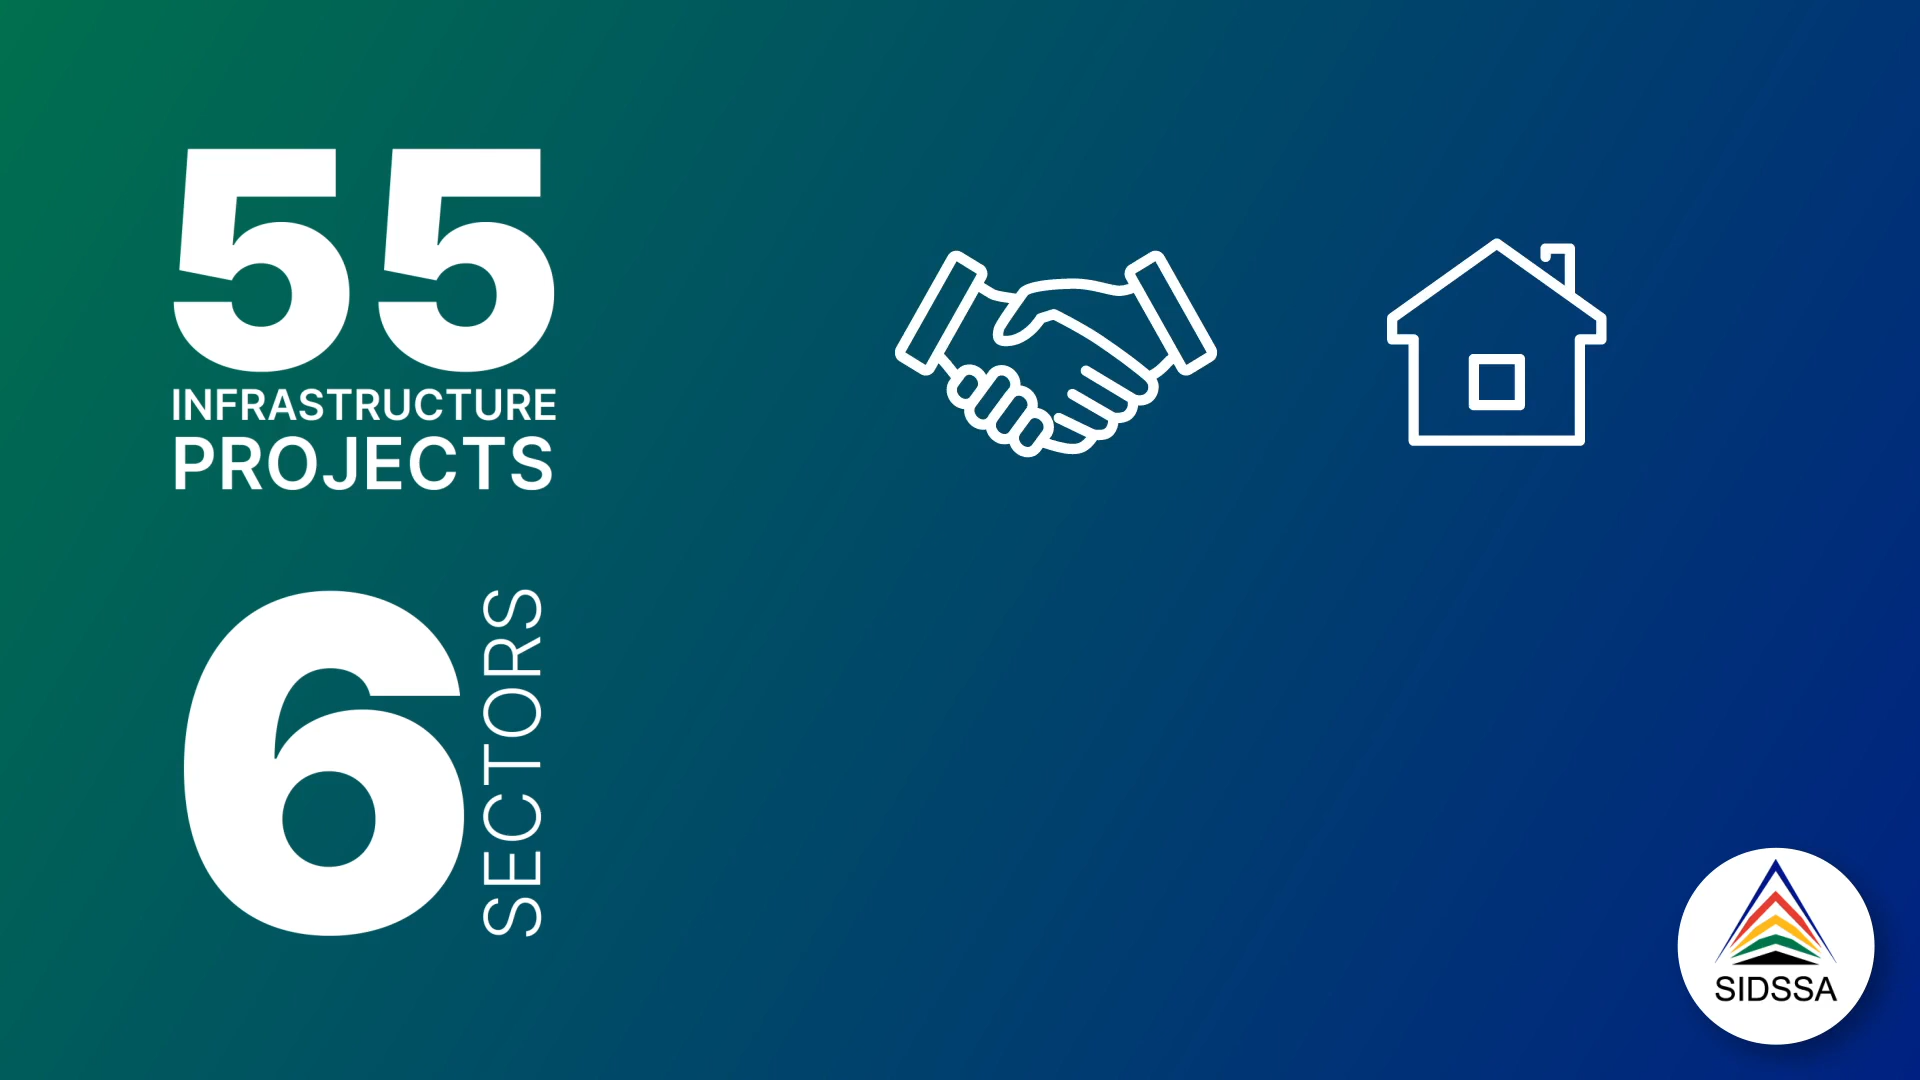 55
INFRASTRUCTURE
PROJECTS
6
SECTORS
SIDSSA